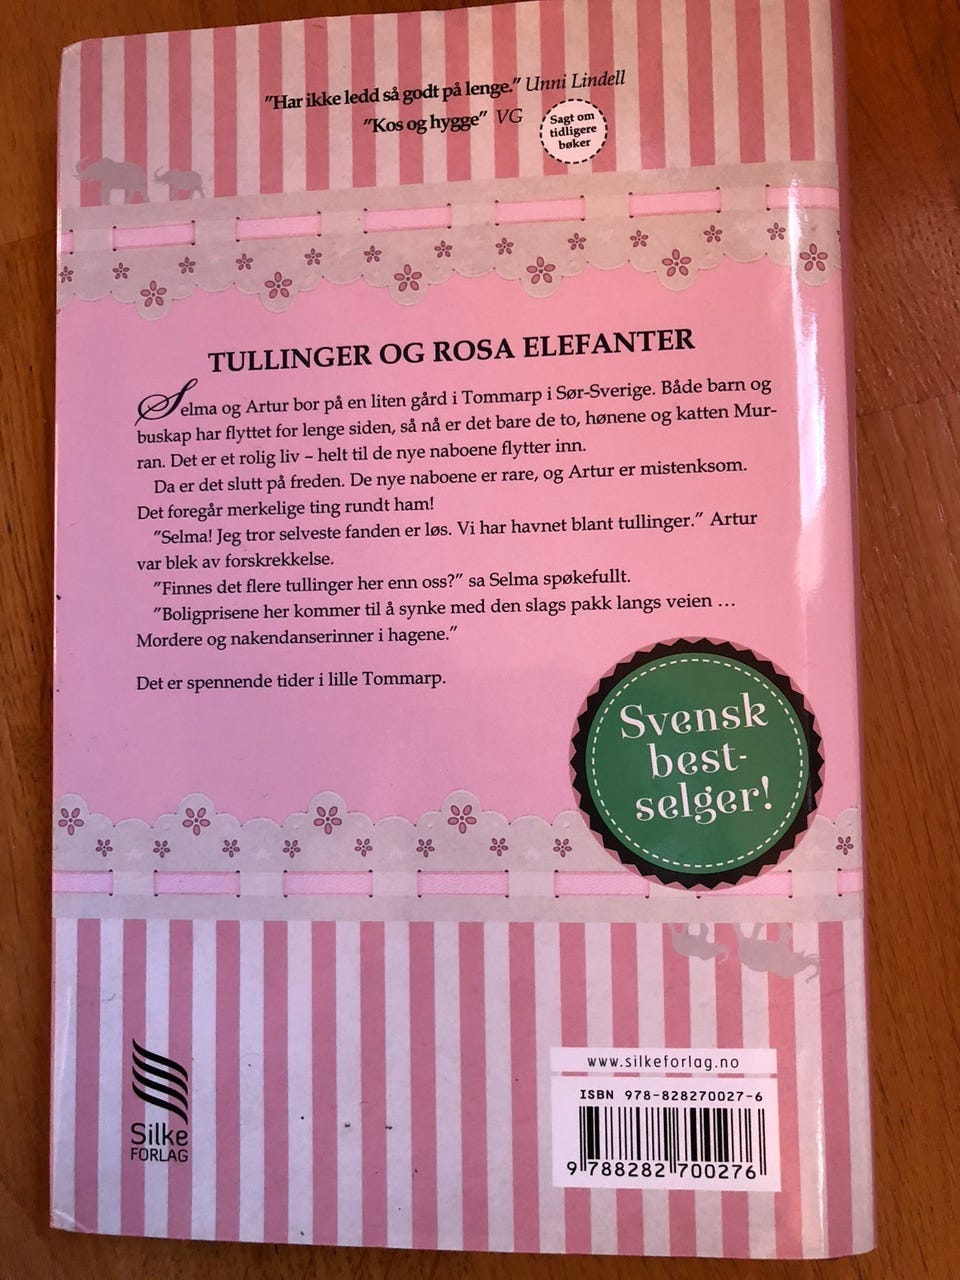 "Har ikke ledd så godt på lenge." Unni Lindell
"Kos og hygge" VG
Sagt om
tidligere
bøker
TULLINGER OG ROSA ELEFANTER
Selma og Artur bor på en liten gård i Tommarp i Sør-Sverige. Både barn og
buskap har flyttet for lenge siden, så nå er det bare de to, hønene og katten Mur-
ran. Det er et rolig liv – helt til de nye naboene flytter inn.
Da er det slutt på freden. De nye naboene er rare, og Artur er mistenksom.
Det foregår merkelige ting rundt ham!
"Selma! Jeg tror selveste fanden er løs. Vi har havnet blant tullinger." Artur
var blek av forskrekkelse.
"Finnes det flere tullinger her enn oss?" sa Selma spøkefullt.
"Boligprisene her kommer til å synke med den slags pakk langs veien …
Mordere og nakendanserinner i hagene."
Det er spennende tider i lille Tommarp.
Svensk
best-
selger!
www.silkeforlag.no
ISBN 978-828270027-6
9 788282 700276
Silke
FORLAG